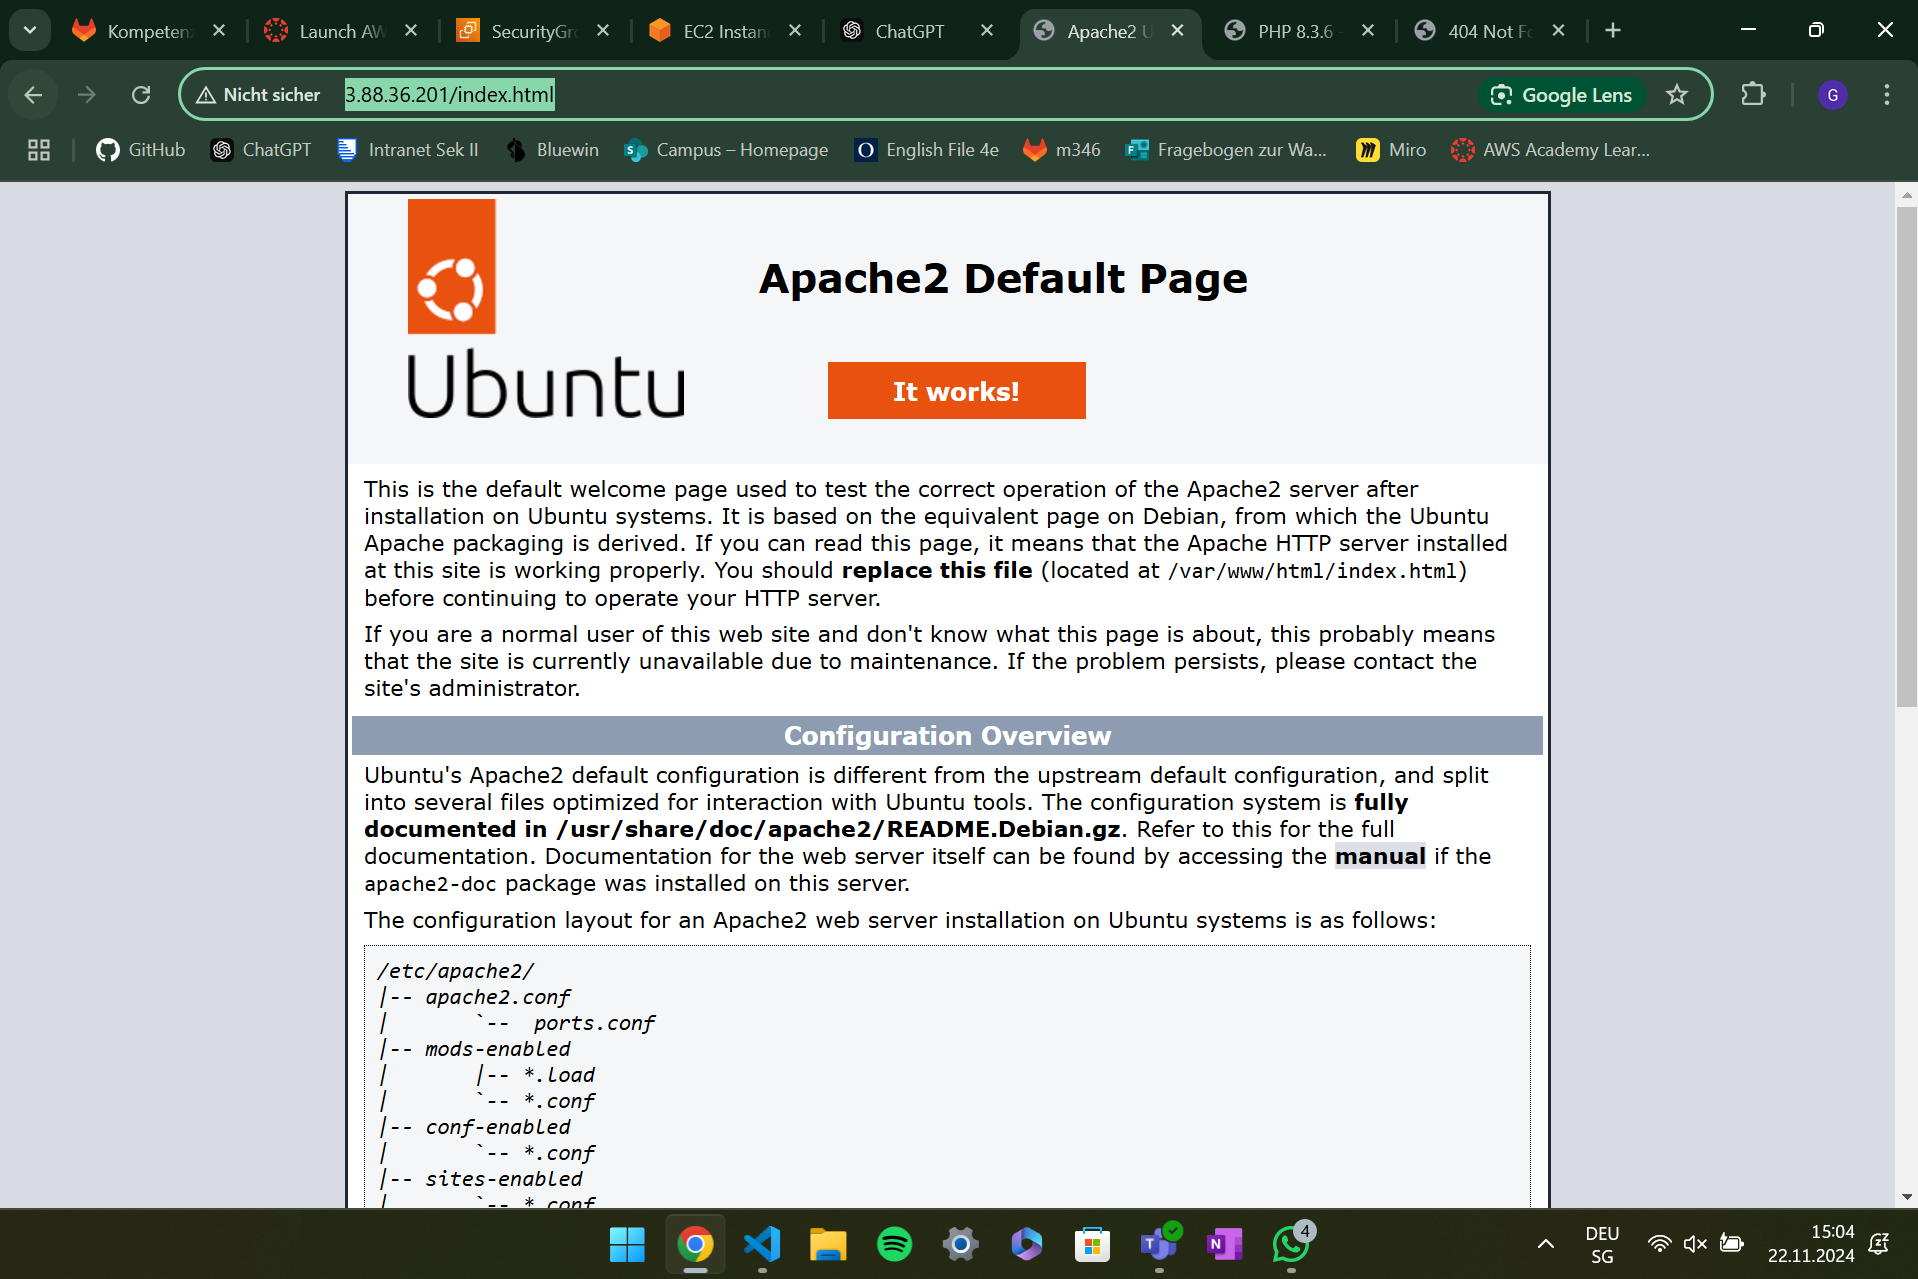 Kompeten
Launch AW
SecurityGr
EC2 Instan
ChatGPT
Apache2 U
PHP 8.3.6 -
404 Not Fo
Nicht sicher
3.88.36.201/index.html
Google Lens
G
GitHub
ChatGPT
Intranet Sek II
Bluewin
Campus – Homepage
English File 4e
m346
Fragebogen zur Wa...
Miro
AWS Academy Lear...
Ubuntu
Apache2 Default Page
It works!
This is the default welcome page used to test the correct operation of the Apache2 server after
installation on Ubuntu systems. It is based on the equivalent page on Debian, from which the Ubuntu
Apache packaging is derived. If you can read this page, it means that the Apache HTTP server installed
at this site is working properly. You should replace this file (located at /var/www/html/index.html)
before continuing to operate your HTTP server.
If you are a normal user of this web site and don't know what this page is about, this probably means
that the site is currently unavailable due to maintenance. If the problem persists, please contact the
site's administrator.
Configuration Overview
Ubuntu's Apache2 default configuration is different from the upstream default configuration, and split
into several files optimized for interaction with Ubuntu tools. The configuration system is fully
documented in /usr/share/doc/apache2/README.Debian.gz. Refer to this for the full
documentation. Documentation for the web server itself can be found by accessing the manual if the
apache2-doc package was installed on this server.
The configuration layout for an Apache2 web server installation on Ubuntu systems is as follows:
/etc/apache2/
|-- apache2.conf
|       `--  ports.conf
|-- mods-enabled
|       |-- *.load
|       `-- *.conf
|-- conf-enabled
|       `-- *.conf
|-- sites-enabled
|       `-- *.conf
4
DEU
SG
15:04
22.11.2024